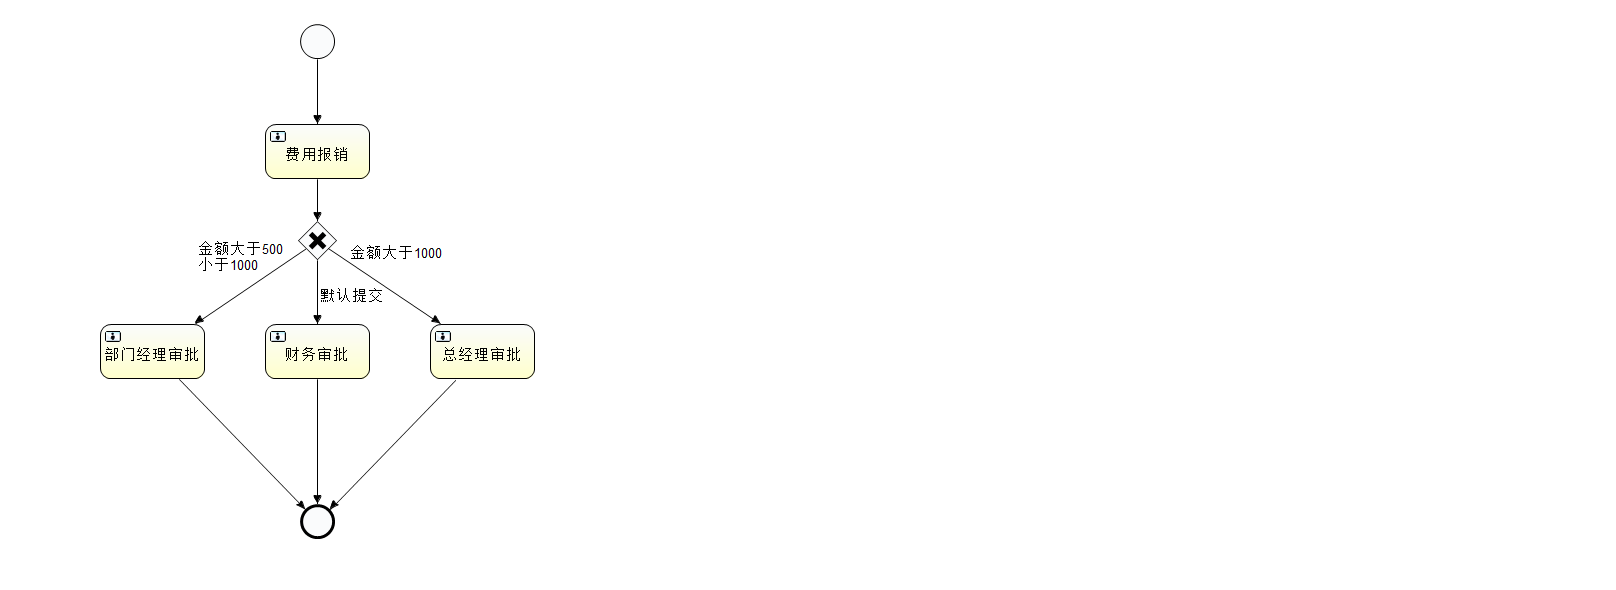 费用报销
金额大于500
小于1000
金额大于1000
默认提交
部门经理审批
财务审批
总经理审批